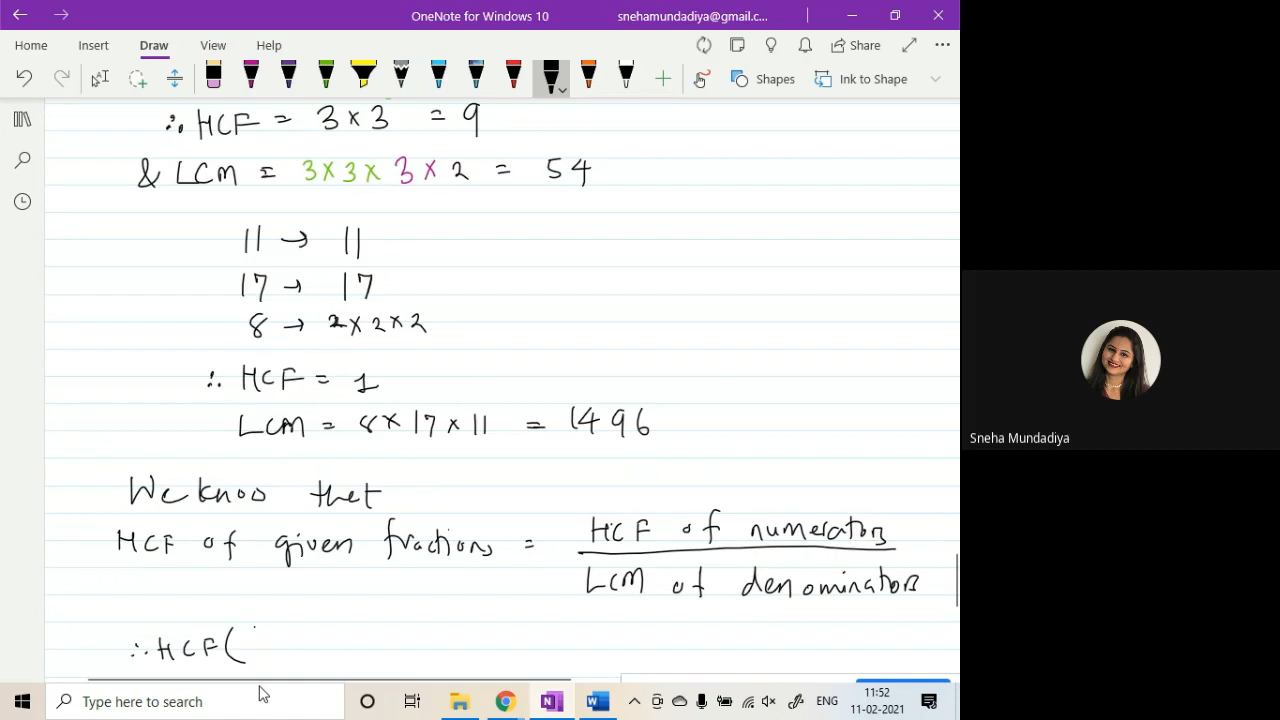 OneNote for Windows 10
snehamundadiya@gmail.c...
Home Insert Draw View Help
Share
Shapes
Ink to Shape
∴ HCF = 3 × 3 = 9
& LCM = 3 × 3 × 3 × 2 = 54
11 → 11
17 → 17
8 → 2 × 2 × 2
∴ HCF = 1
LCM = 8 × 17 × 11 = 1496
We know that
HCF of given fractions = HCF of numerators
LCM of denominators
∴ HCF (
Sneha Mundadiya
Type here to search
ENG
11:52
11-02-2021